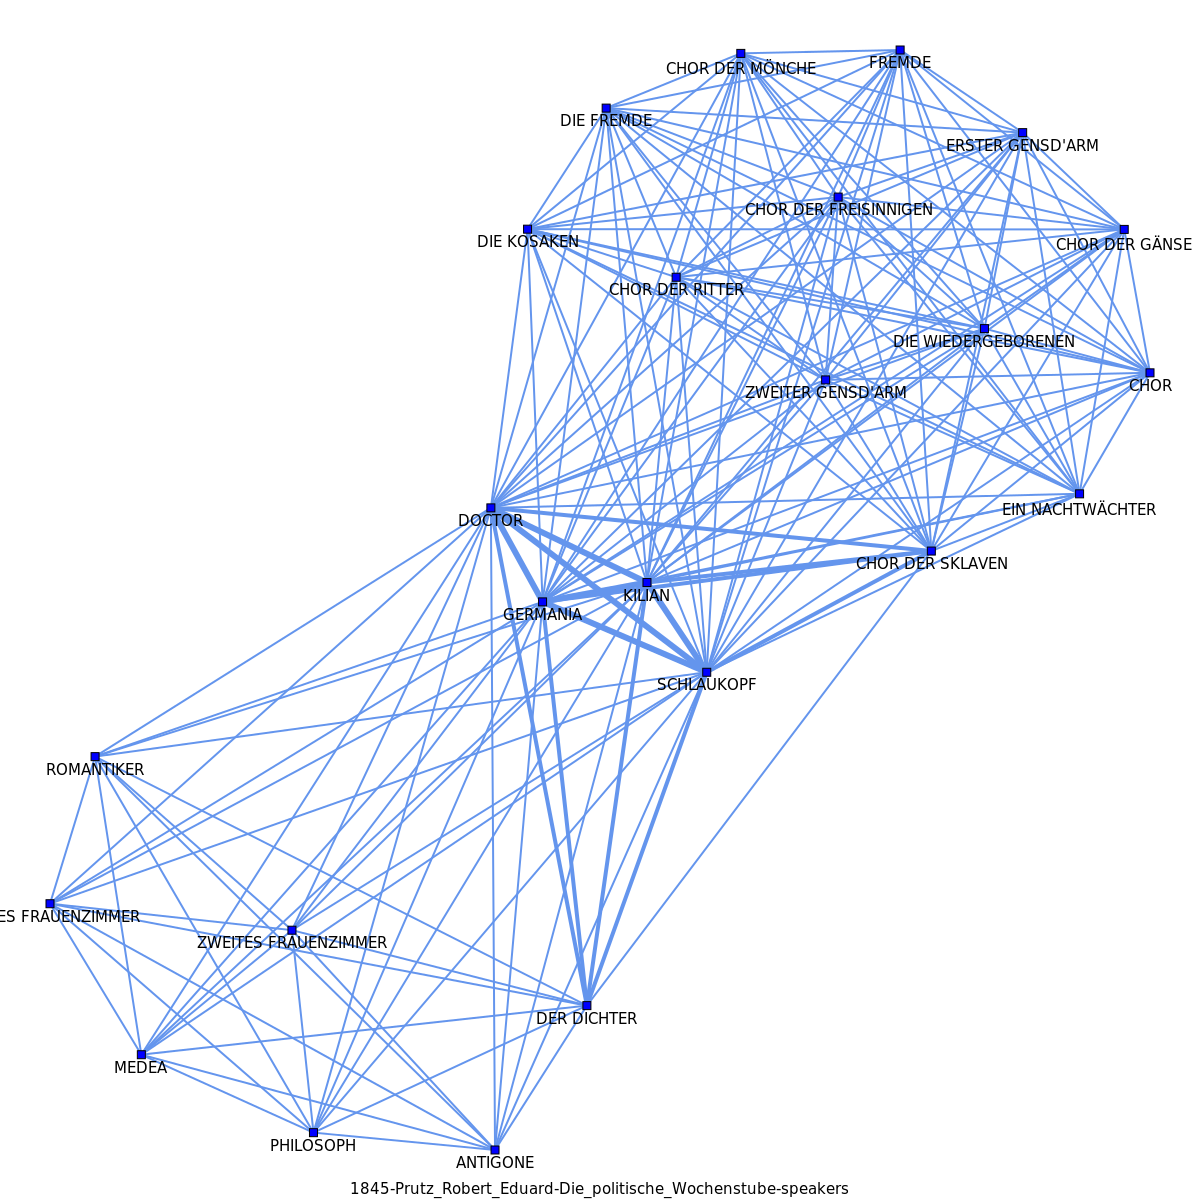 CHOR DER MÖNCHE
FREMDE
DIE FREMDE
ERSTER GENSD'ARM
CHOR DER FREISINNIGEN
DIE KOSAKEN
CHOR DER GÄNSE
CHOR DER RITTER
DIE WIEDERGEBORENEN
CHOR
ZWEITER GENSD'ARM
EIN NACHTWÄCHTER
DOCTOR
CHOR DER SKLAVEN
KILIAN
GERMANIA
SCHLAUKOPF
ROMANTIKER
ES FRAUENZIMMER
ZWEITES FRAUENZIMMER
DER DICHTER
MEDEA
PHILOSOPH
ANTIGONE
1845-Prutz_Robert_Eduard-Die_politische_Wochenstube-speakers